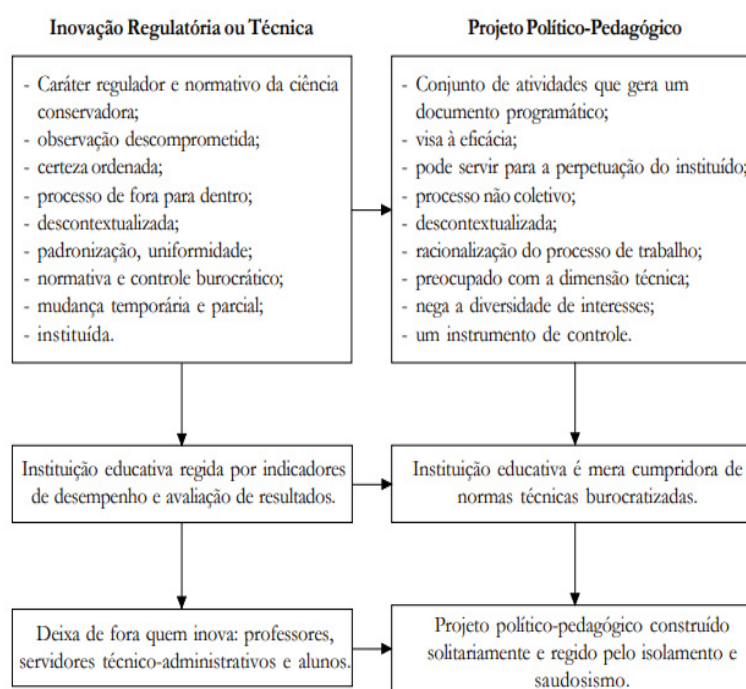 Inovação Regulatória ou Técnica
- Caráter regulador e normativo da ciência
conservadora;
- observação descomprometida;
- certeza ordenada;
- processo de fora para dentro;
- descontextualizada;
- padronização, uniformidade;
- normativa e controle burocrático;
- mudança temporária e parcial;
- instituída.
Projeto Político-Pedagógico
- Conjunto de atividades que gera um
documento programático;
- visa à eficácia;
- pode servir para a perpetuação do instituído;
- processo não coletivo;
- descontextualizada;
- racionalização do processo de trabalho;
- preocupado com a dimensão técnica;
- nega a diversidade de interesses;
- um instrumento de controle.
Instituição educativa regida por indicadores
de desempenho e avaliação de resultados.
Instituição educativa é mera cumpridora de
normas técnicas burocratizadas.
Deixa de fora quem inova: professores,
servidores técnico-administrativos e alunos.
Projeto político-pedagógico construído
solitariamente e regido pelo isolamento e
saudosismo.